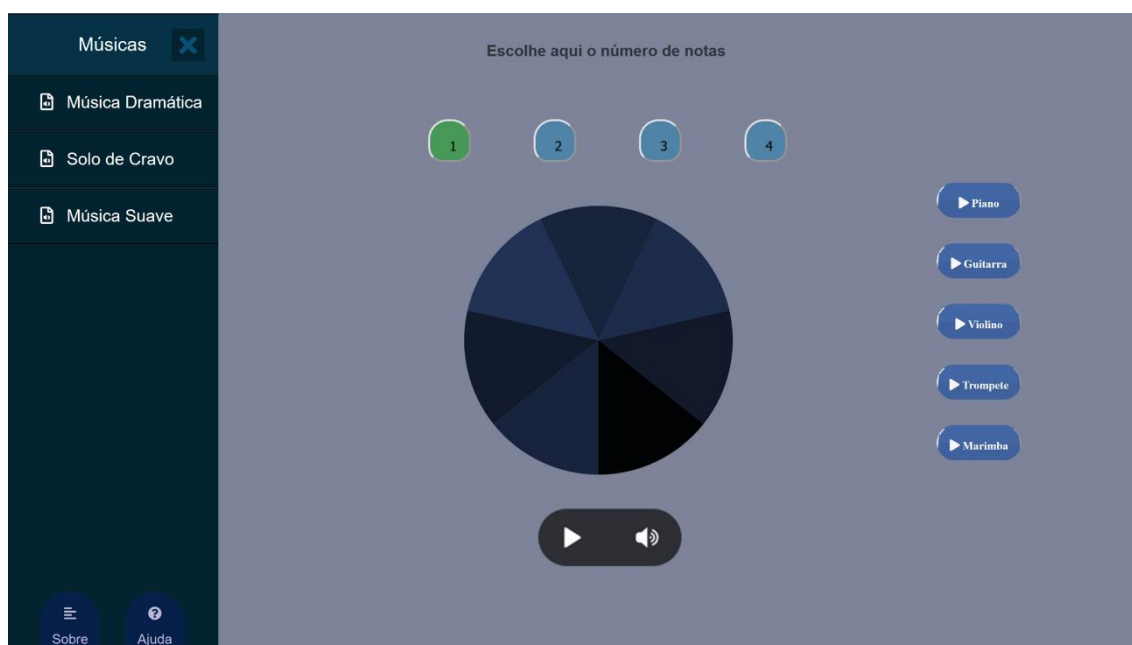 Músicas
Música Dramática
Solo de Cravo
Música Suave
Sobre
Ajuda
Escolhe aqui o número de notas
1 2 3 4
Piano
Guitarra
Violino
Trompete
Marimba